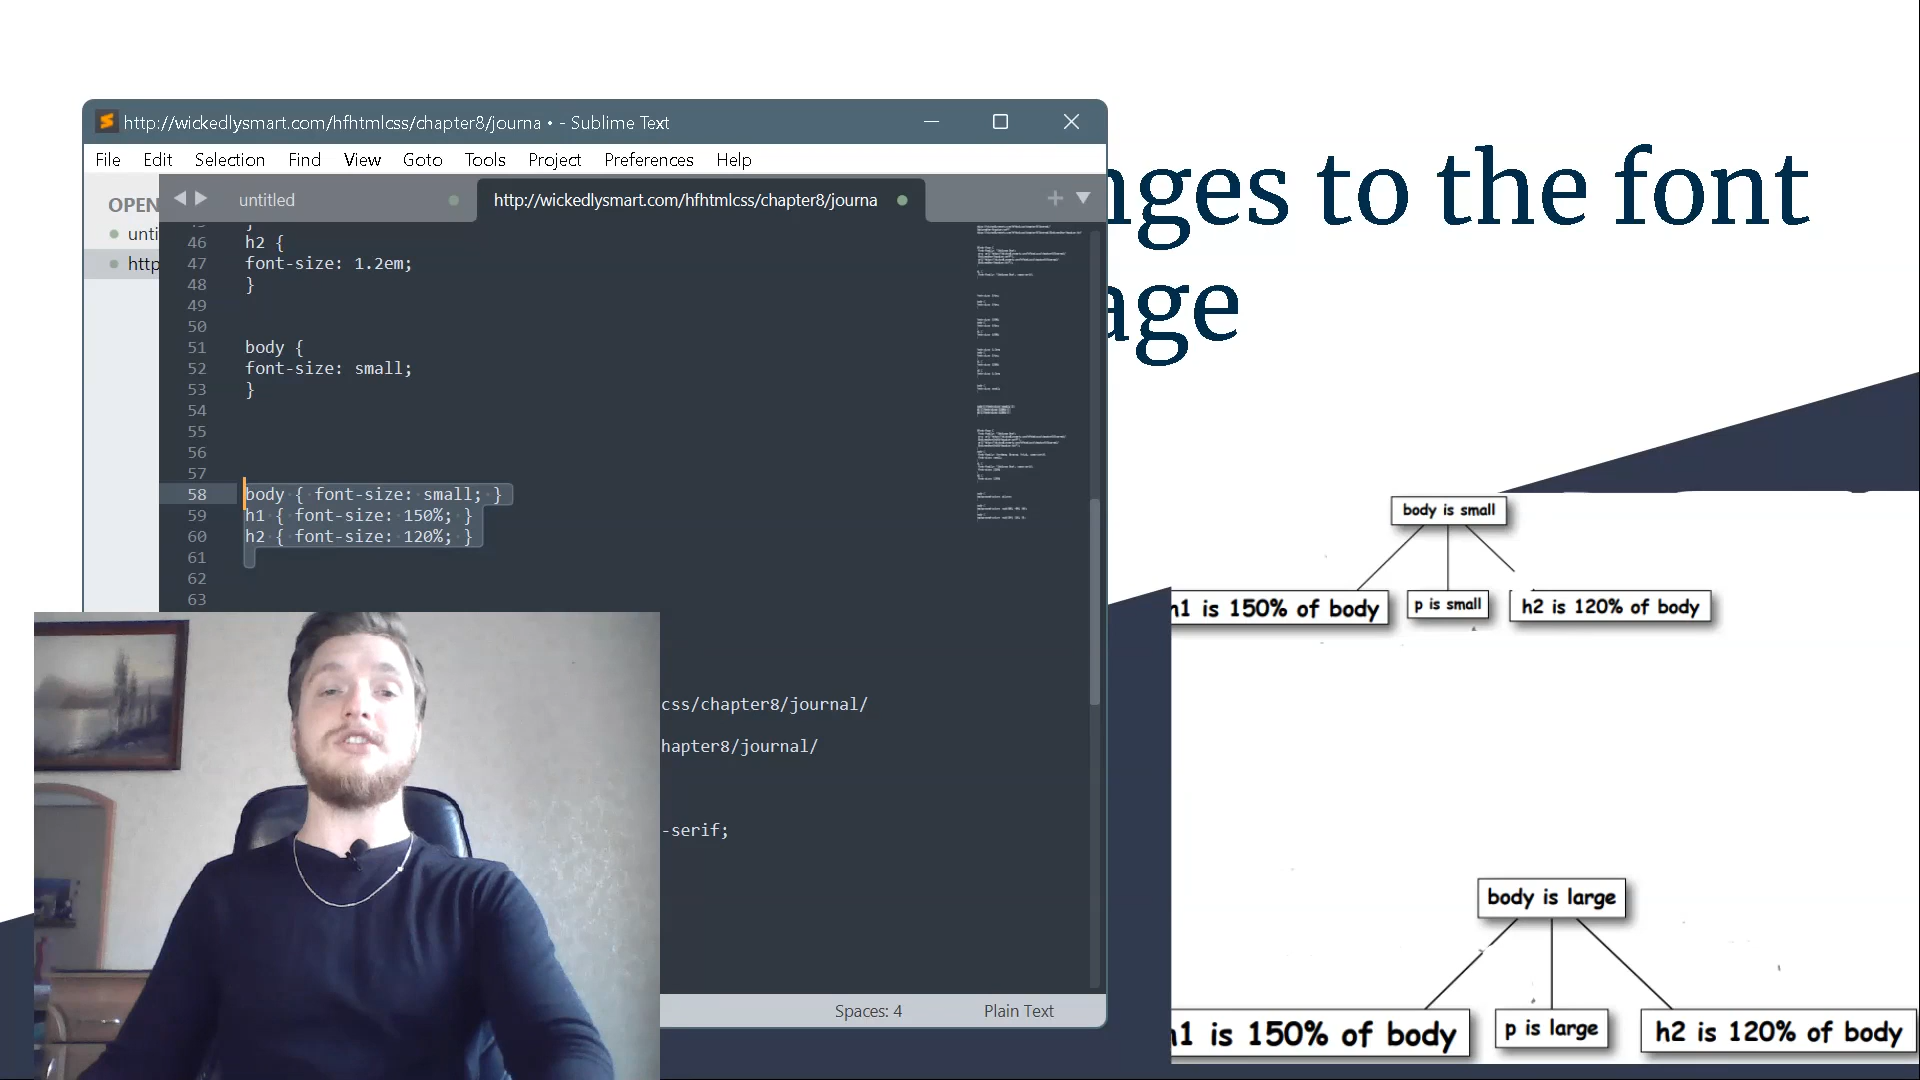 http://wickedlysmart.com/hfhtmlcss/chapter8/journa • - Sublime Text
File Edit Selection Find View Goto Tools Project Preferences Help
OPEN
unti
http
untitled
http://wickedlysmart.com/hfhtmlcss/chapter8/journa
46 h2 {
47 font-size: 1.2em;
48 }
49
50
51 body {
52 font-size: small;
53 }
54
55
56
57
58 body { font-size: small; }
59 h1 { font-size: 150%; }
60 h2 { font-size: 120%; }
61
62
63
css/chapter8/journal/
hapter8/journal/
-serif;
Spaces: 4
Plain Text
nges to the font
age
body is small
h1 is 150% of body
p is small
h2 is 120% of body
body is large
h1 is 150% of body
p is large
h2 is 120% of body